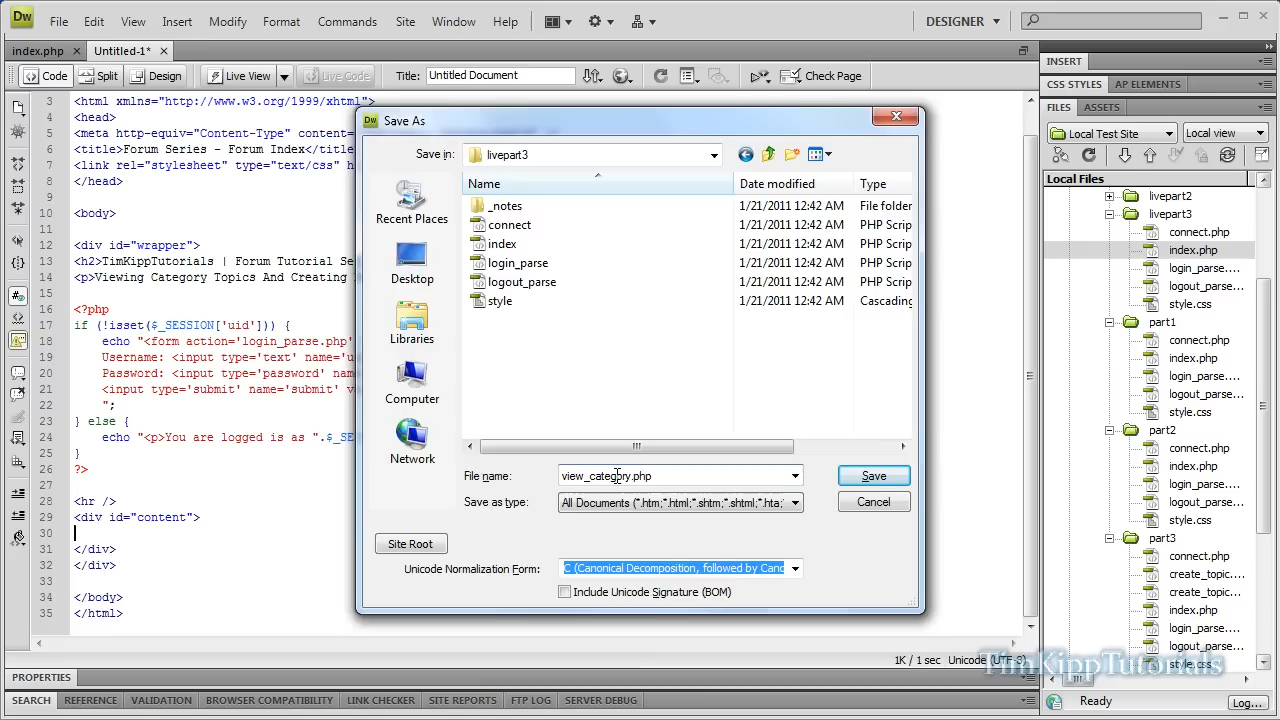 Dw File Edit View Insert Modify Format Commands Site Window Help DESIGNER
index.php Untitled-1*
Code Split Design Live View Live Code Title: Untitled Document Check Page
3 <html xmlns="http://www.w3.org/1999/xhtml">
4 <head>
5 <meta http-equiv="Content-Type" content=
6 <title>Forum Series - Forum Index</title>
7 <link rel="stylesheet" type="text/css" h
8 </head>
9
10 <body>
11
12 <div id="wrapper">
13 <h2>TimKippTutorials | Forum Tutorial Se
14 <p>Viewing Category Topics And Creating
15
16 <?php
17 if (!isset($_SESSION['uid'])) {
18 echo "<form action='login_parse.php'
19 Username: <input type='text' name='u
20 Password: <input type='password' name
21 <input type='submit' name='submit' v
22 ";
23 } else {
24 echo "<p>You are logged is as ".$_SE
25 }
26 ?>
27
28 <hr />
29 <div id="content">
30
31 </div>
32 </div>
33
34 </body>
35 </html>
Dw Save As
Save in: livepart3
Recent Places
Desktop
Libraries
Computer
Network
Name Date modified Type
_notes 1/21/2011 12:42 AM File folder
connect 1/21/2011 12:42 AM PHP Scrip
index 1/21/2011 12:42 AM PHP Scrip
login_parse 1/21/2011 12:42 AM PHP Scrip
logout_parse 1/21/2011 12:42 AM PHP Scrip
style 1/21/2011 12:42 AM Cascading
File name: view_category.php Save
Save as type: All Documents (*.htm;*.html;*.shtm;*.shtml;*.hta; Cancel
Site Root
Unicode Normalization Form: C (Canonical Decomposition, followed by Cano
Include Unicode Signature (BOM)
INSERT
CSS STYLES AP ELEMENTS
FILES ASSETS
Local Test Site Local view
Local Files
livepart2
livepart3
connect.php
index.php
login_parse....
logout_parse....
style.css
part1
connect.php
index.php
login_parse....
logout_parse....
style.css
part2
connect.php
index.php
login_parse....
logout_parse....
style.css
part3
connect.php
create_topic....
create_topic....
index.php
login_parse....
logout_parse....
style.css
1K / 1 sec Unicode (UTF-8)
TimKippTutorials
PROPERTIES
SEARCH REFERENCE VALIDATION BROWSER COMPATIBILITY LINK CHECKER SITE REPORTS FTP LOG SERVER DEBUG
Ready Log...